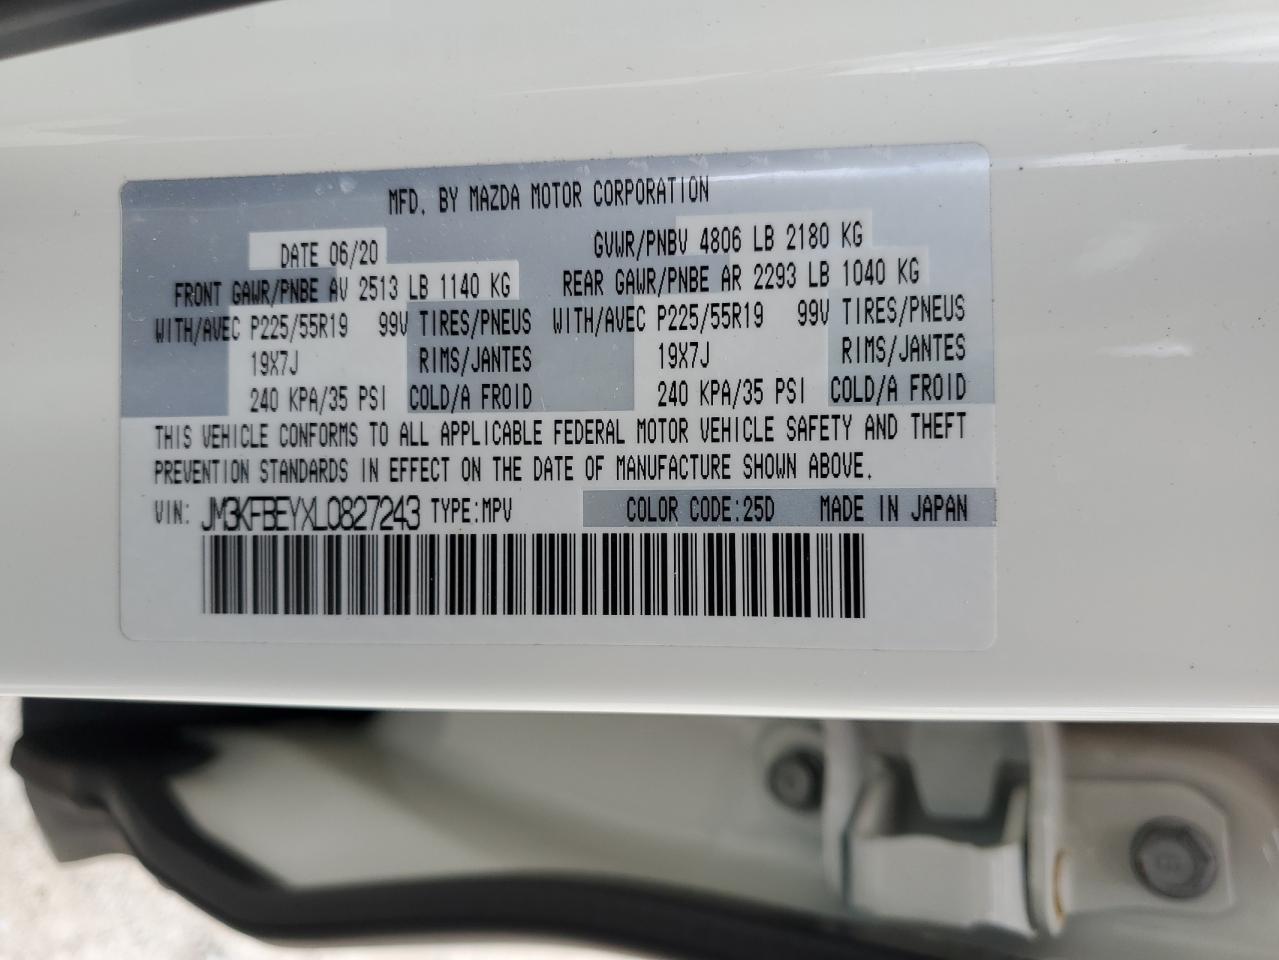 MFD. BY MAZDA MOTOR CORPORATION
DATE 06/20 GVWR/PNBV 4806 LB 2180 KG
FRONT GAWR/PNBE AV 2513 LB 1140 KG REAR GAWR/PNBE AR 2293 LB 1040 KG
WITH/AVEC P225/55R19 99V TIRES/PNEUS WITH/AVEC P225/55R19 99V TIRES/PNEUS
19X7J RIMS/JANTES 19X7J RIMS/JANTES
240 KPA/35 PSI COLD/A FROID 240 KPA/35 PSI COLD/A FROID
THIS VEHICLE CONFORMS TO ALL APPLICABLE FEDERAL MOTOR VEHICLE SAFETY AND THEFT
PREVENTION STANDARDS IN EFFECT ON THE DATE OF MANUFACTURE SHOWN ABOVE.
VIN: JM3KFBEYXL0827243 TYPE:MPV COLOR CODE:25D MADE IN JAPAN